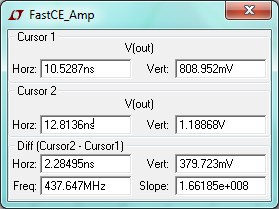 FastCE_Amp
Cursor 1
V(out)
Horz: 10.5287ns Vert: 808.952mV
Cursor 2
V(out)
Horz: 12.8136ns Vert: 1.18868V
Diff (Cursor2 - Cursor1)
Horz: 2.28495ns Vert: 379.723mV
Freq: 437.647MHz Slope: 1.66185e+008